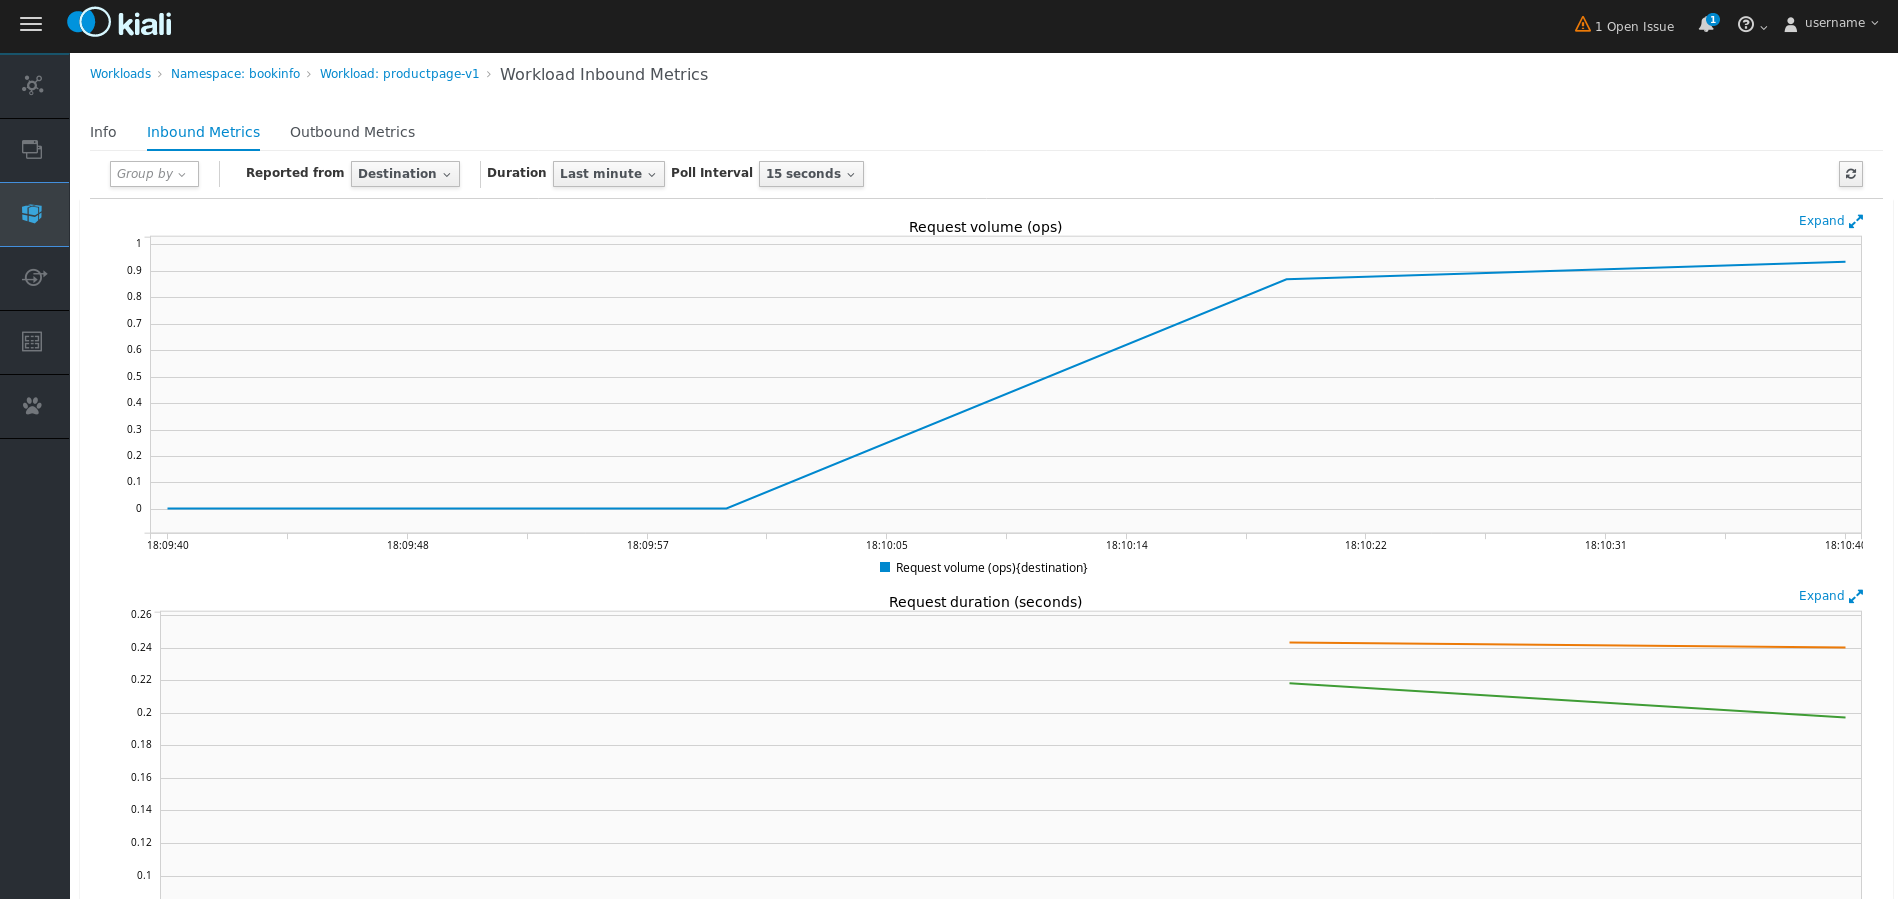 kiali
1 Open Issue
1
username
Workloads › Namespace: bookinfo › Workload: productpage-v1 › Workload Inbound Metrics
Info
Inbound Metrics
Outbound Metrics
Group by
Reported from
Destination
Duration
Last minute
Poll Interval
15 seconds
Request volume (ops)
Expand
1
0.9
0.8
0.7
0.6
0.5
0.4
0.3
0.2
0.1
0
18:09:40 18:09:48 18:09:57 18:10:05 18:10:14 18:10:22 18:10:31 18:10:40
Request volume (ops){destination}
Request duration (seconds)
Expand
0.26
0.24
0.22
0.2
0.18
0.16
0.14
0.12
0.1